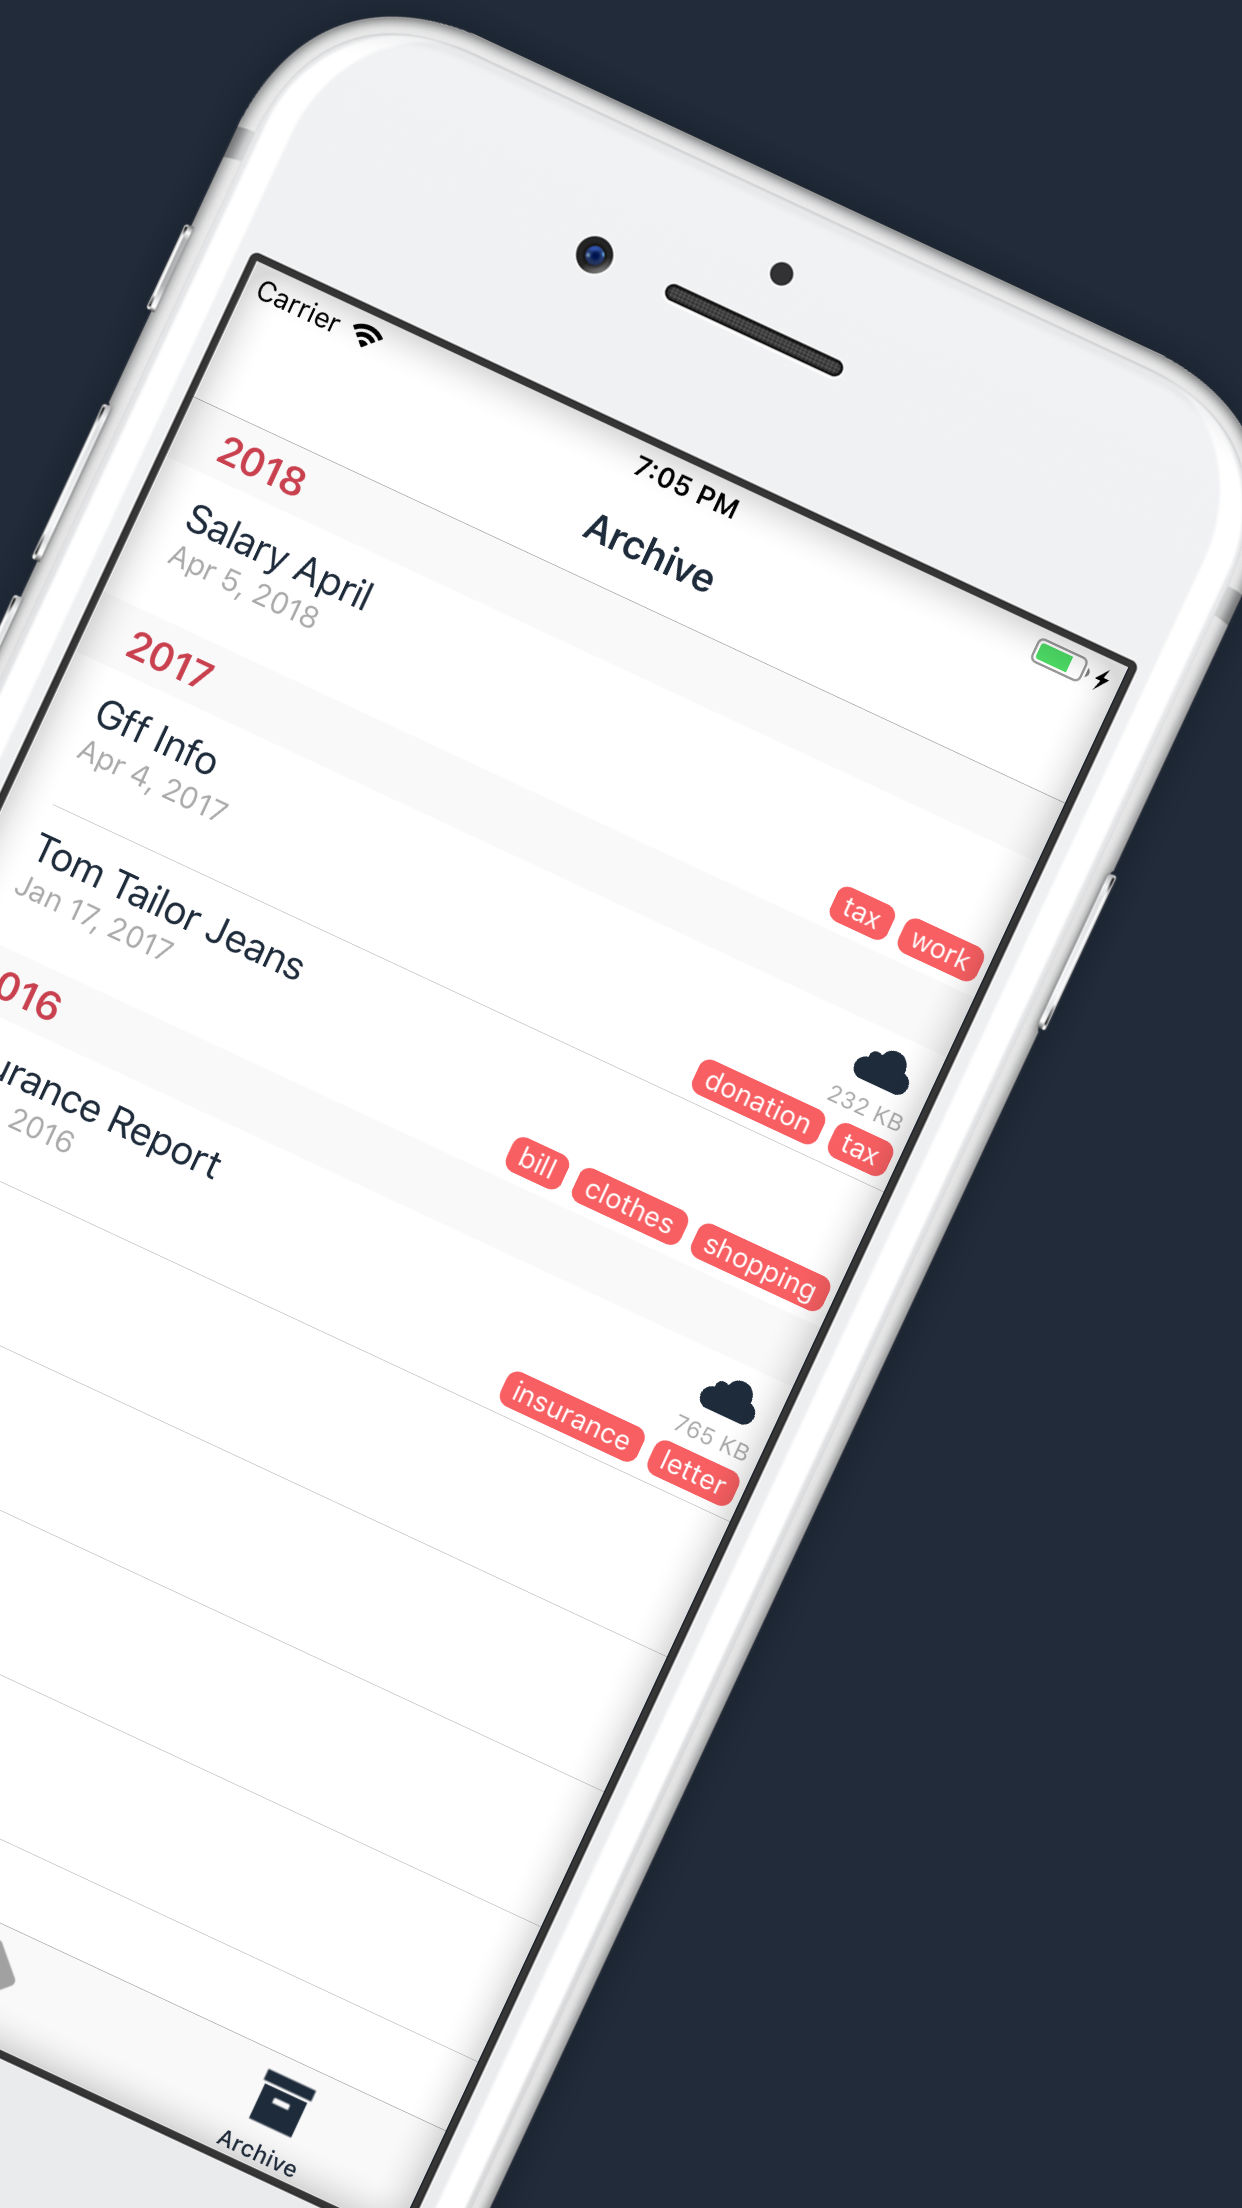 Carrier
7:05 PM
Archive
2018
Salary April
Apr 5, 2018
tax work
2017
Gff Info
Apr 4, 2017
232 KB
donation tax
Tom Tailor Jeans
Jan 17, 2017
bill clothes shopping
016
urance Report
2016
765 KB
insurance letter
Archive